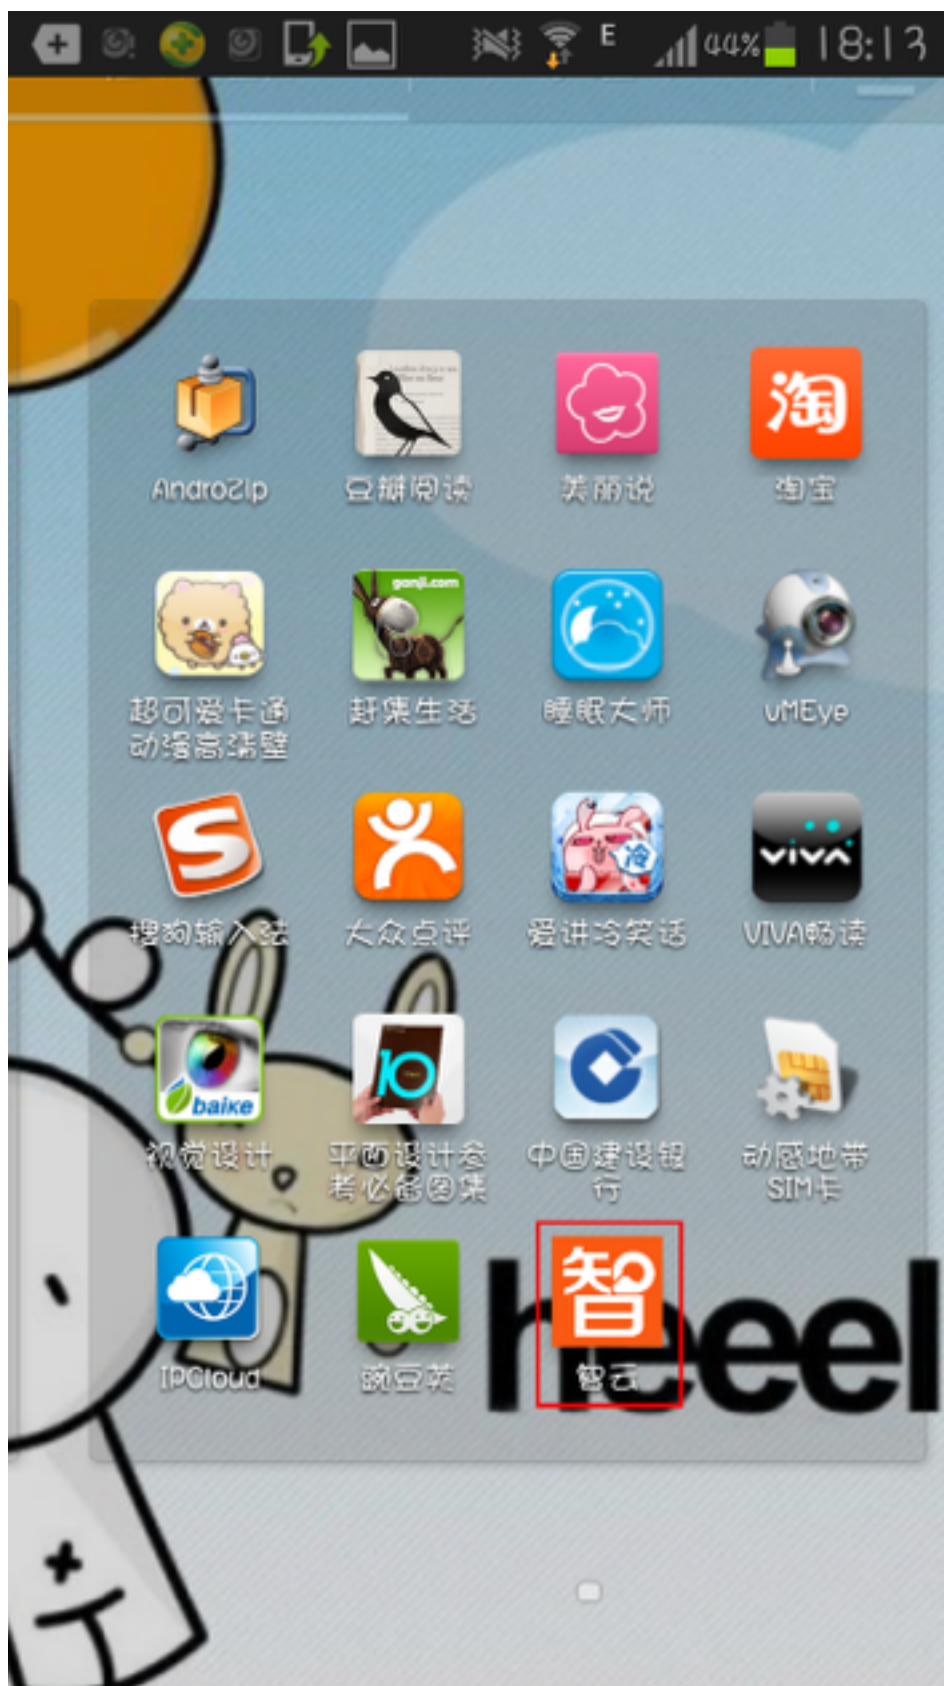 E 44% 18:13
淘
AndroZip 豆瓣阅读 美丽说 淘宝
ganji.com
超可爱卡通 赶集生活 睡眠大师 vMEye
动漫高清壁
S 冷 VIVA
搜狗输入法 大众点评 爱讲冷笑话 VIVA畅读
baike 10
视觉设计 平面设计参 中国建设银 动感地带
考必备图集 行 SIM卡
智
heeel
IPCloud 豌豆荚 智云